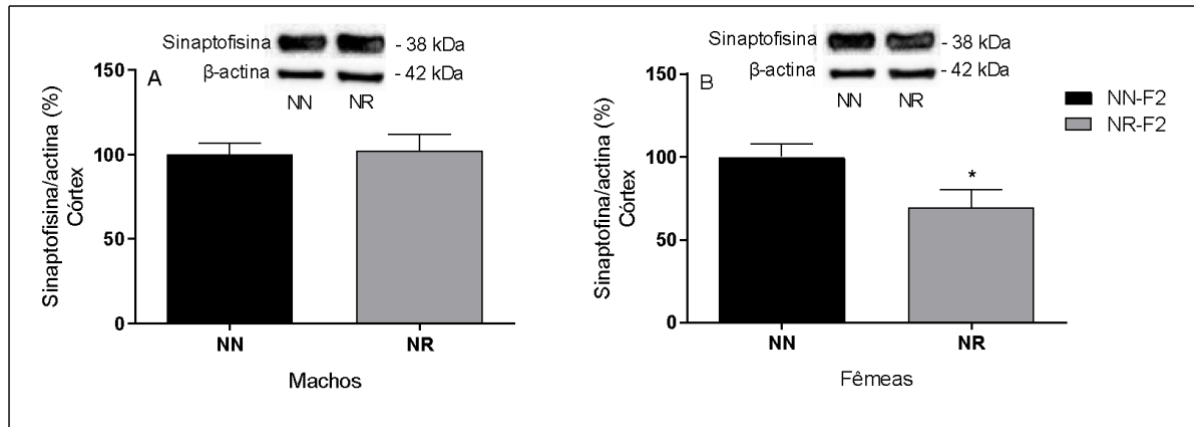 Sinaptofisina
- 38 kDa
β-actina
- 42 kDa
NN
NR
A
Sinaptofisina/actina (%)
Córtex
150
100
50
0
NN
NR
Machos
Sinaptofisina
- 38 kDa
β-actina
- 42 kDa
NN
NR
B
Sinaptofina/actina (%)
Córtex
150
100
50
0
*
NN
NR
Fêmeas
NN-F2
NR-F2